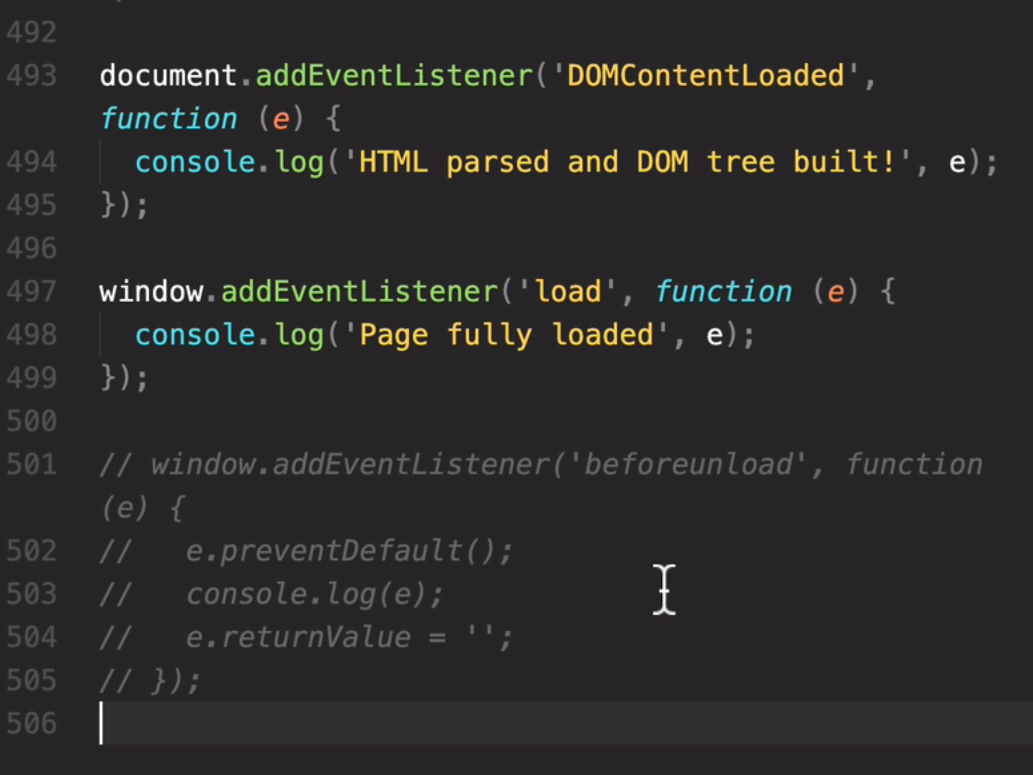 492
493 document.addEventListener('DOMContentLoaded',
function (e) {
494 console.log('HTML parsed and DOM tree built!', e);
495 });
496
497 window.addEventListener('load', function (e) {
498 console.log('Page fully loaded', e);
499 });
500
501 // window.addEventListener('beforeunload', function
(e) {
502 //   e.preventDefault();
503 //   console.log(e);
504 //   e.returnValue = '';
505 // });
506